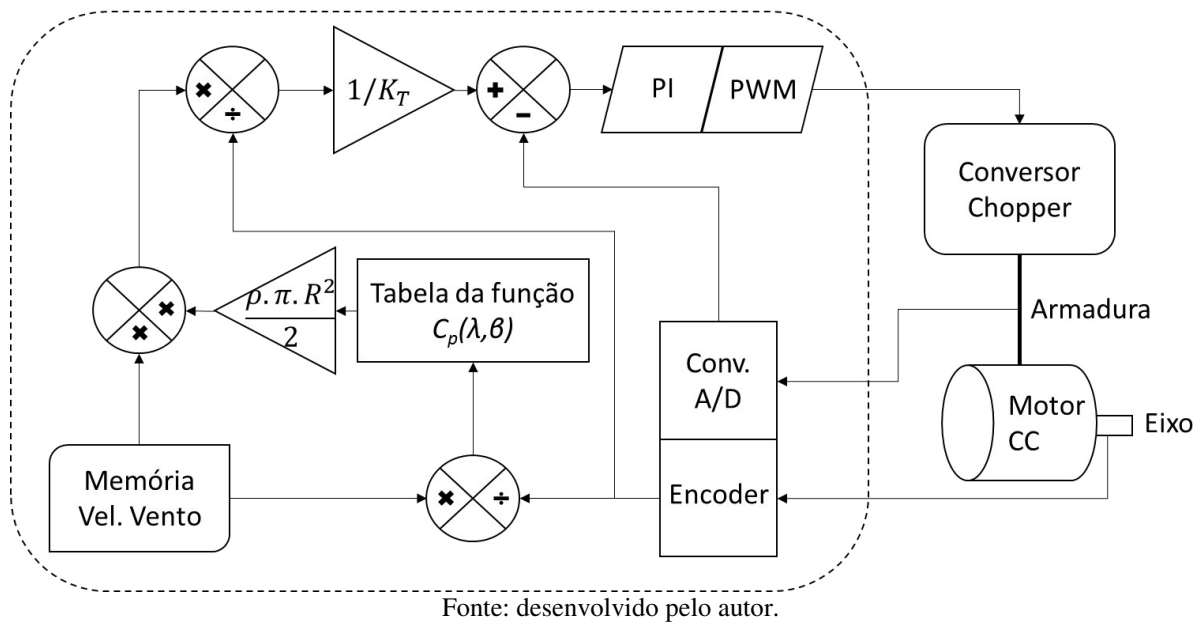 1/K_T
PI
PWM
Conversor
Chopper
ρ.π.R²
2
Tabela da função
C_p(λ,β)
Armadura
Conv.
A/D
Motor
CC
Eixo
Memória
Vel. Vento
Encoder
Fonte: desenvolvido pelo autor.